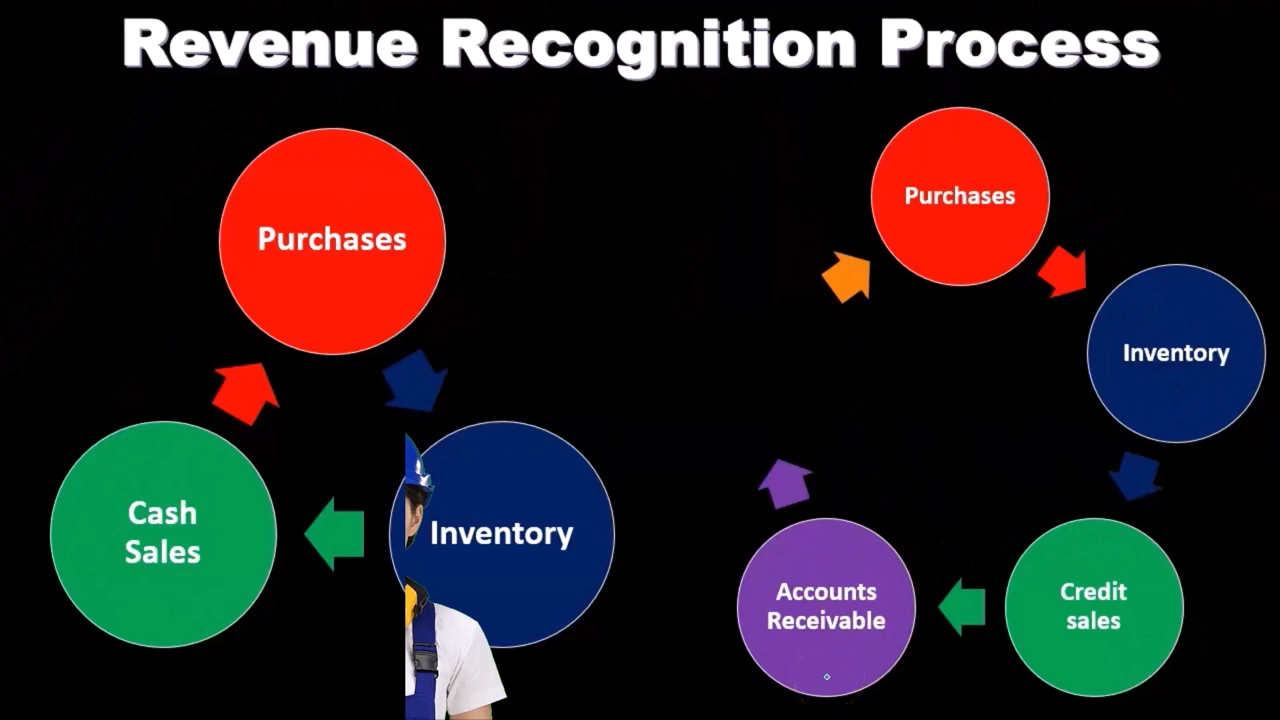 Revenue Recognition Process
Purchases
Cash
Sales
Inventory
Purchases
Inventory
Credit
sales
Accounts
Receivable